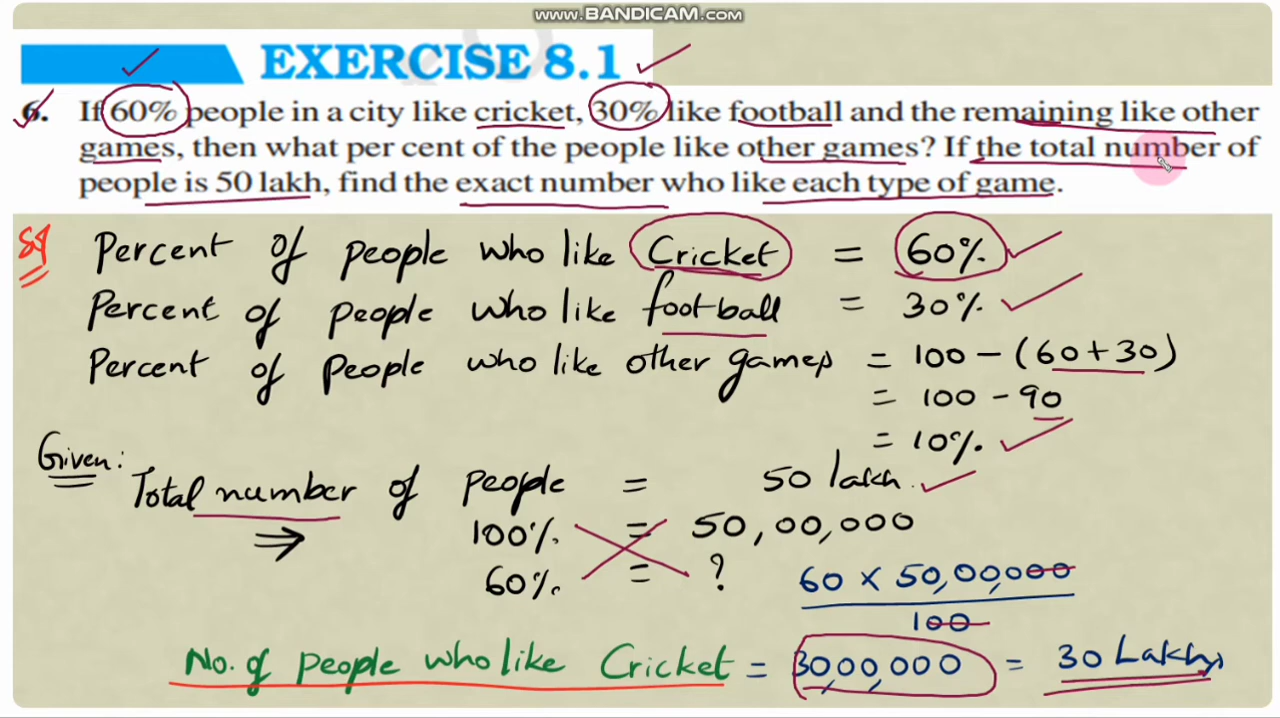 www.BANDICAM.com
EXERCISE 8.1
6. If 60% people in a city like cricket, 30% like football and the remaining like other
games, then what per cent of the people like other games? If the total number of
people is 50 lakh, find the exact number who like each type of game.
Percent of people who like Cricket = 60%
Percent of people who like football = 30%
Percent of People who like other games = 100 - (60+30)
= 100 - 90
= 10%
Given:
Total number of people = 50 lakh
⇒ 100% = 50,00,000
60% = ?
60 × 50,00,000
100
No. of people who like Cricket = 30,00,000 = 30 Lakhs